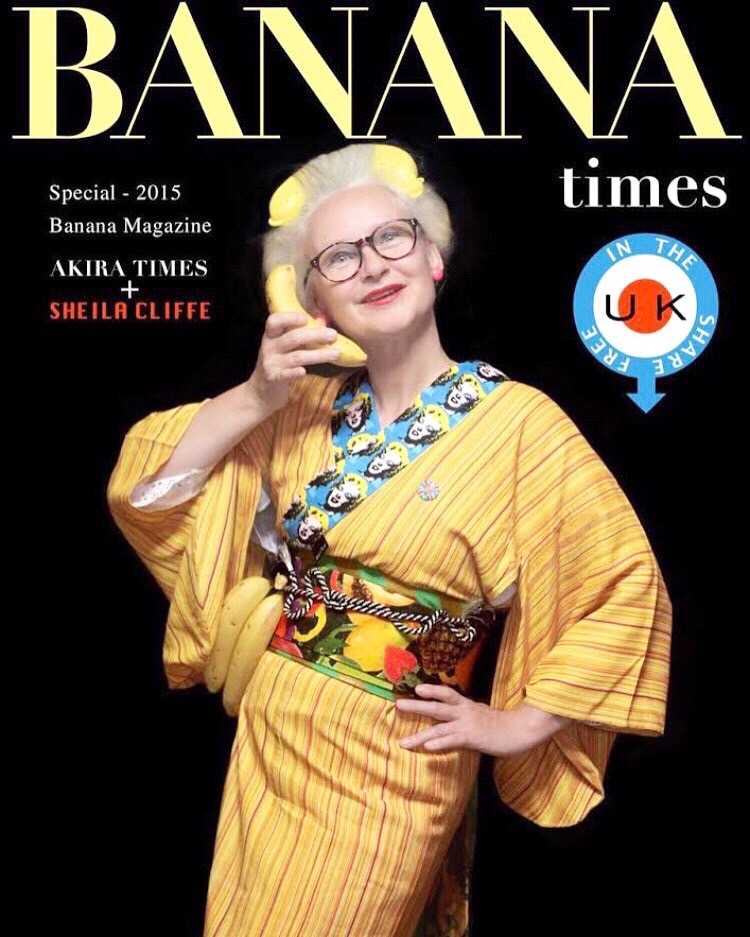 BANANA
times
Special - 2015
Banana Magazine
AKIRA TIMES
+
SHEILA CLIFFE
IN THE
UK
SHARE FREE